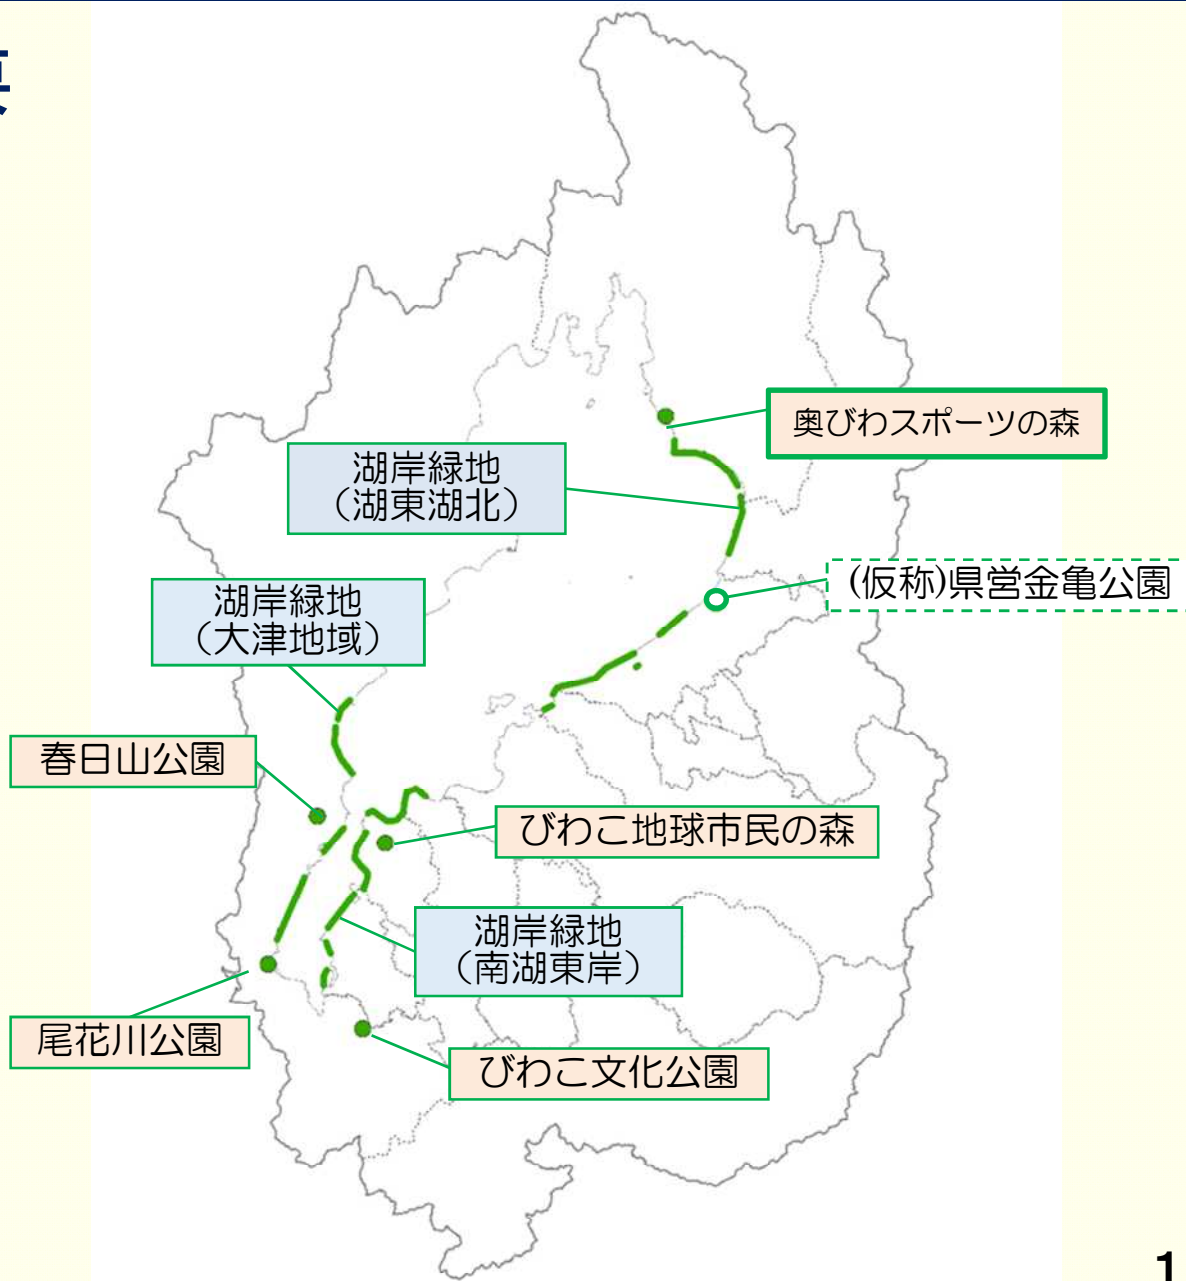 奥びわスポーツの森
湖岸緑地
（湖東湖北）
(仮称)県営金亀公園
湖岸緑地
（大津地域）
春日山公園
びわこ地球市民の森
湖岸緑地
（南湖東岸）
尾花川公園
びわこ文化公園
1